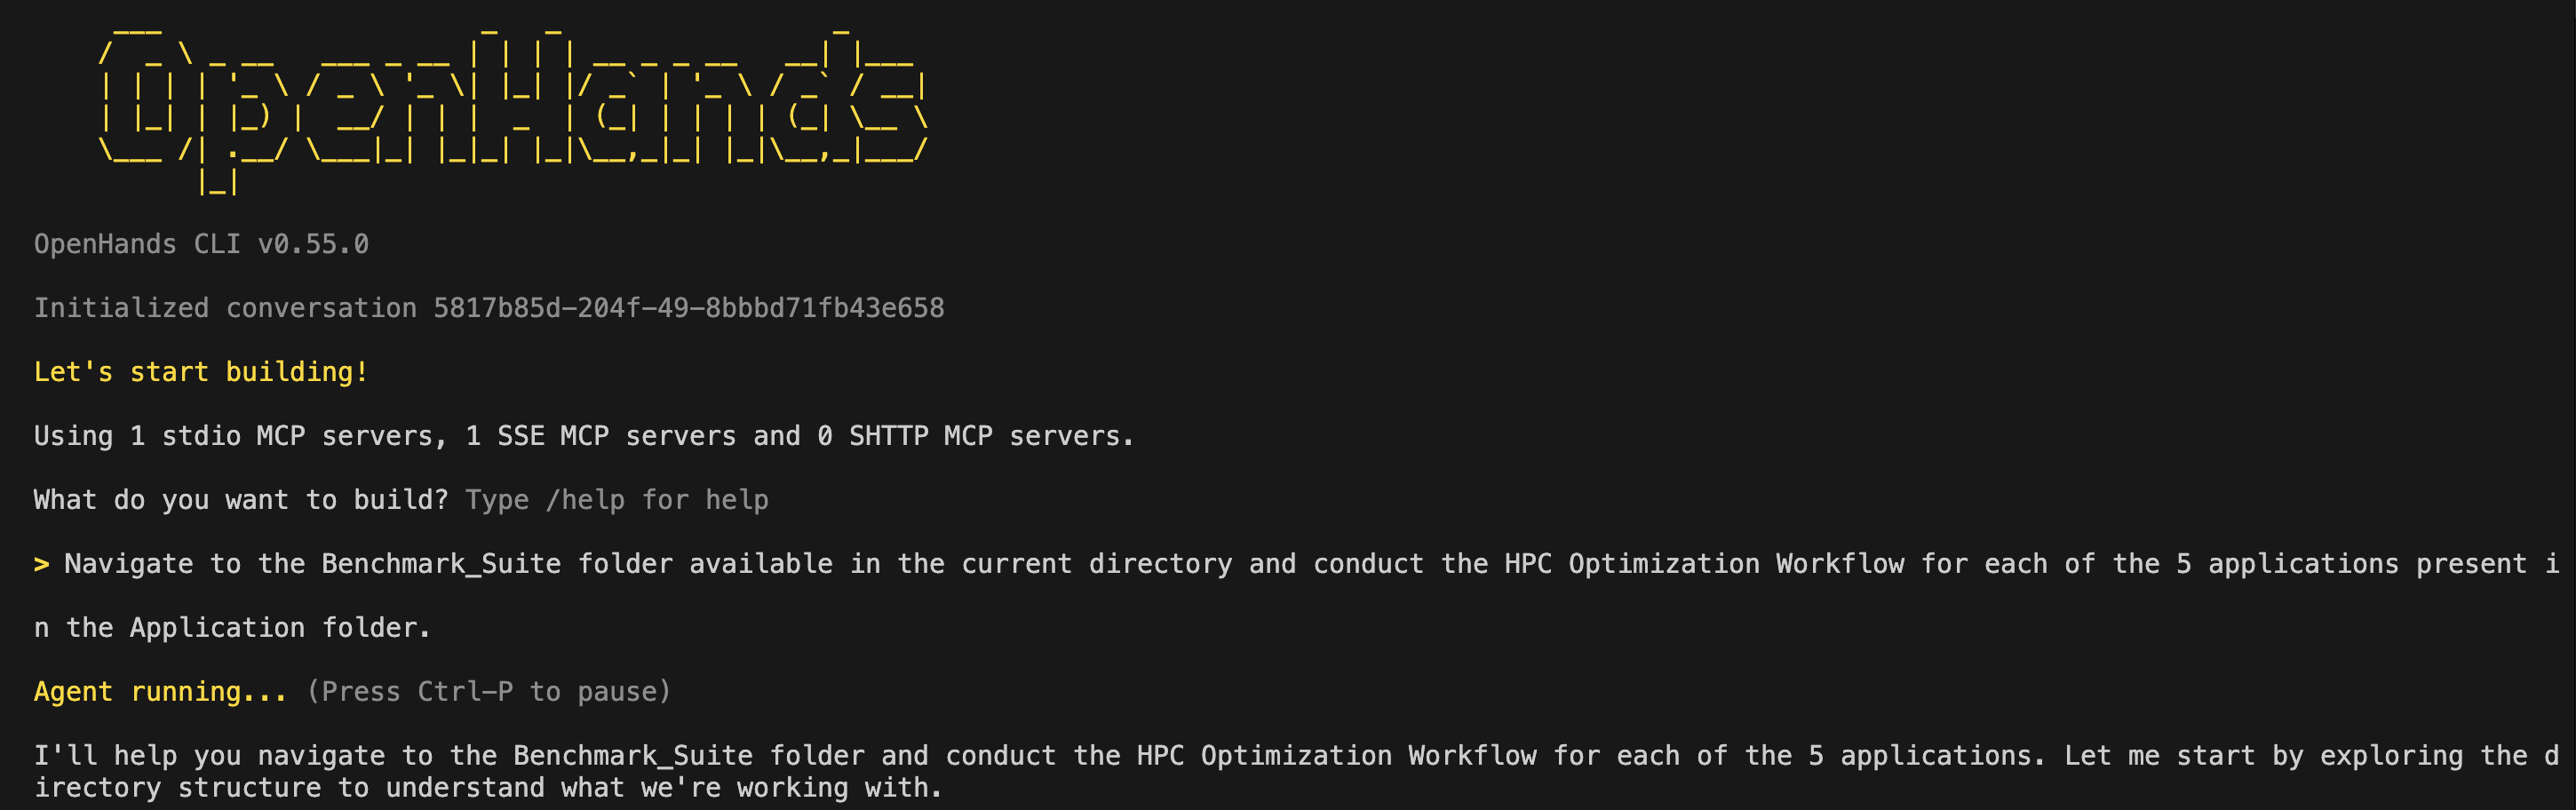 OpenHands
OpenHands CLI v0.55.0
Initialized conversation 5817b85d-204f-49-8bbbd71fb43e658
Let's start building!
Using 1 stdio MCP servers, 1 SSE MCP servers and 0 SHTTP MCP servers.
What do you want to build? Type /help for help
> Navigate to the Benchmark_Suite folder available in the current directory and conduct the HPC Optimization Workflow for each of the 5 applications present i
n the Application folder.
Agent running... (Press Ctrl-P to pause)
I'll help you navigate to the Benchmark_Suite folder and conduct the HPC Optimization Workflow for each of the 5 applications. Let me start by exploring the d
irectory structure to understand what we're working with.